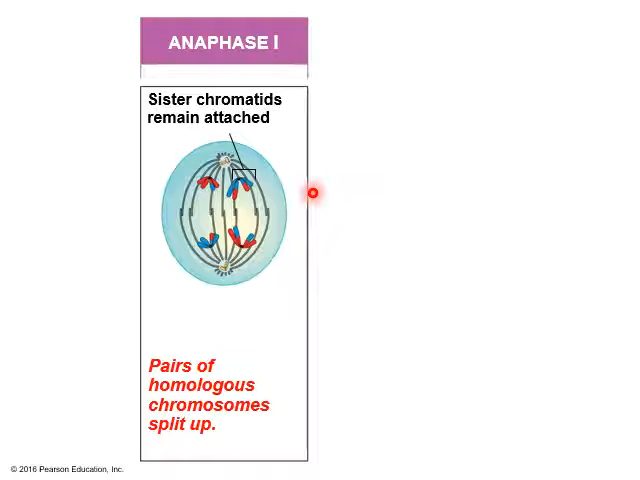 ANAPHASE I
Sister chromatids
remain attached
Pairs of
homologous
chromosomes
split up.
© 2016 Pearson Education, Inc.